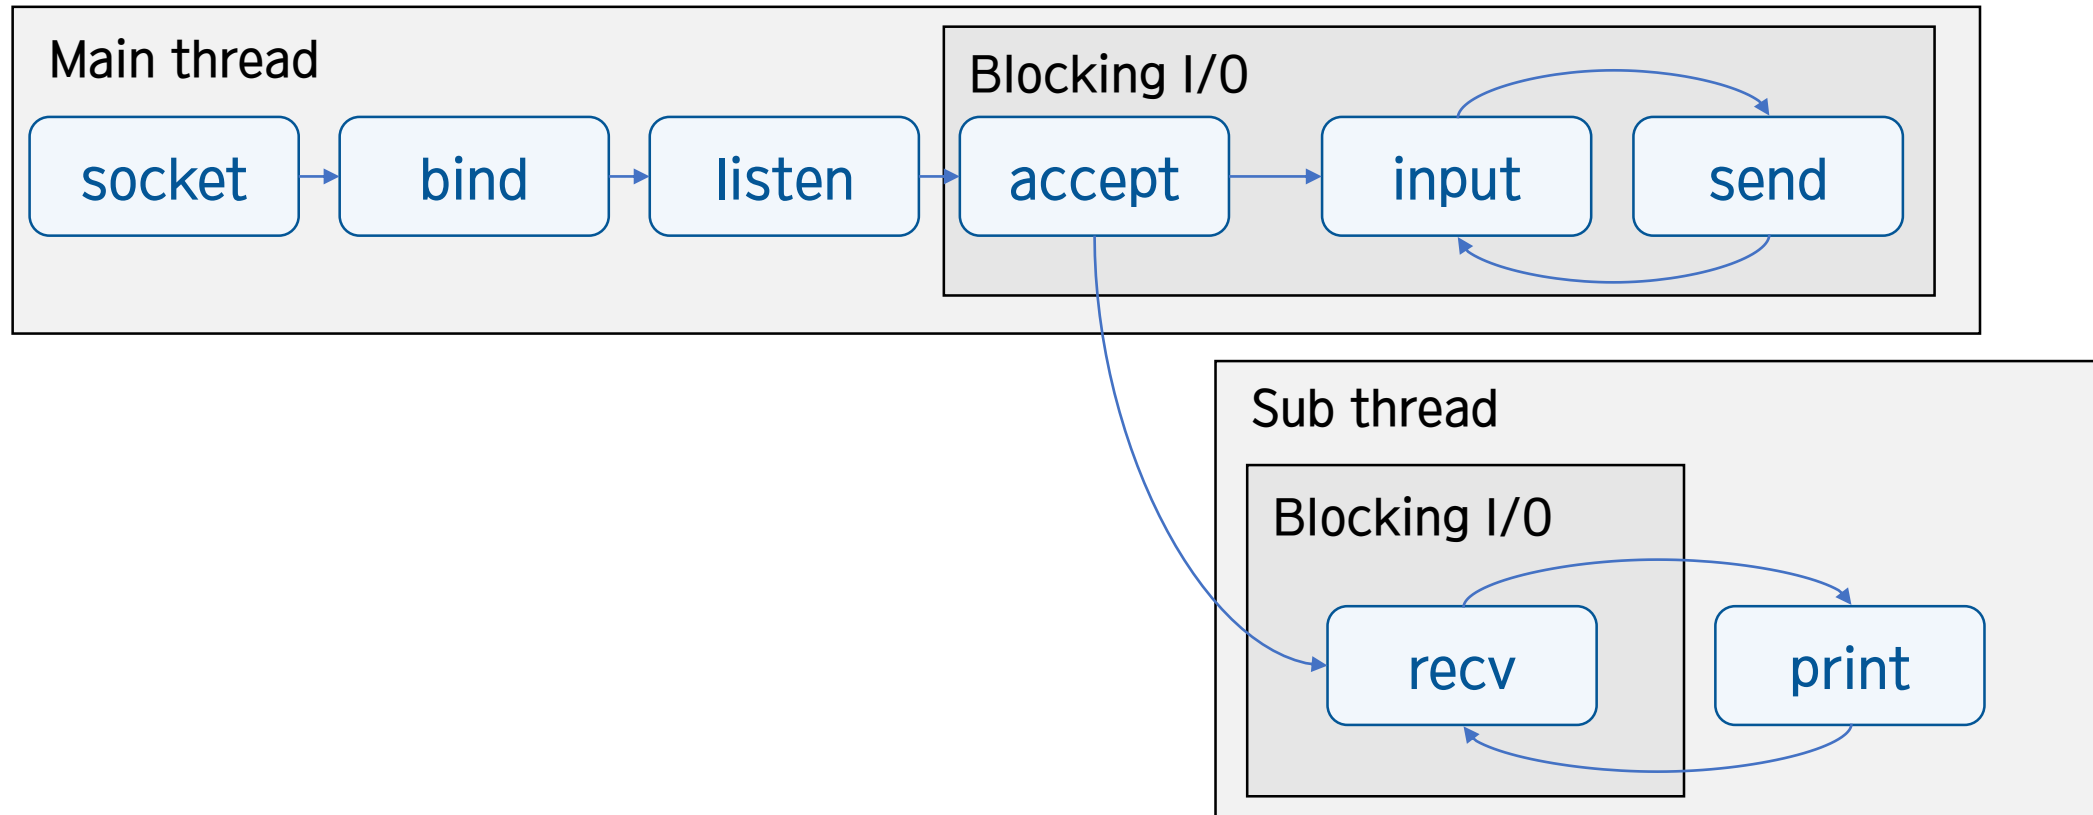 Main thread
Blocking I/O
socket
bind
listen
accept
input
send
Sub thread
Blocking I/O
recv
print